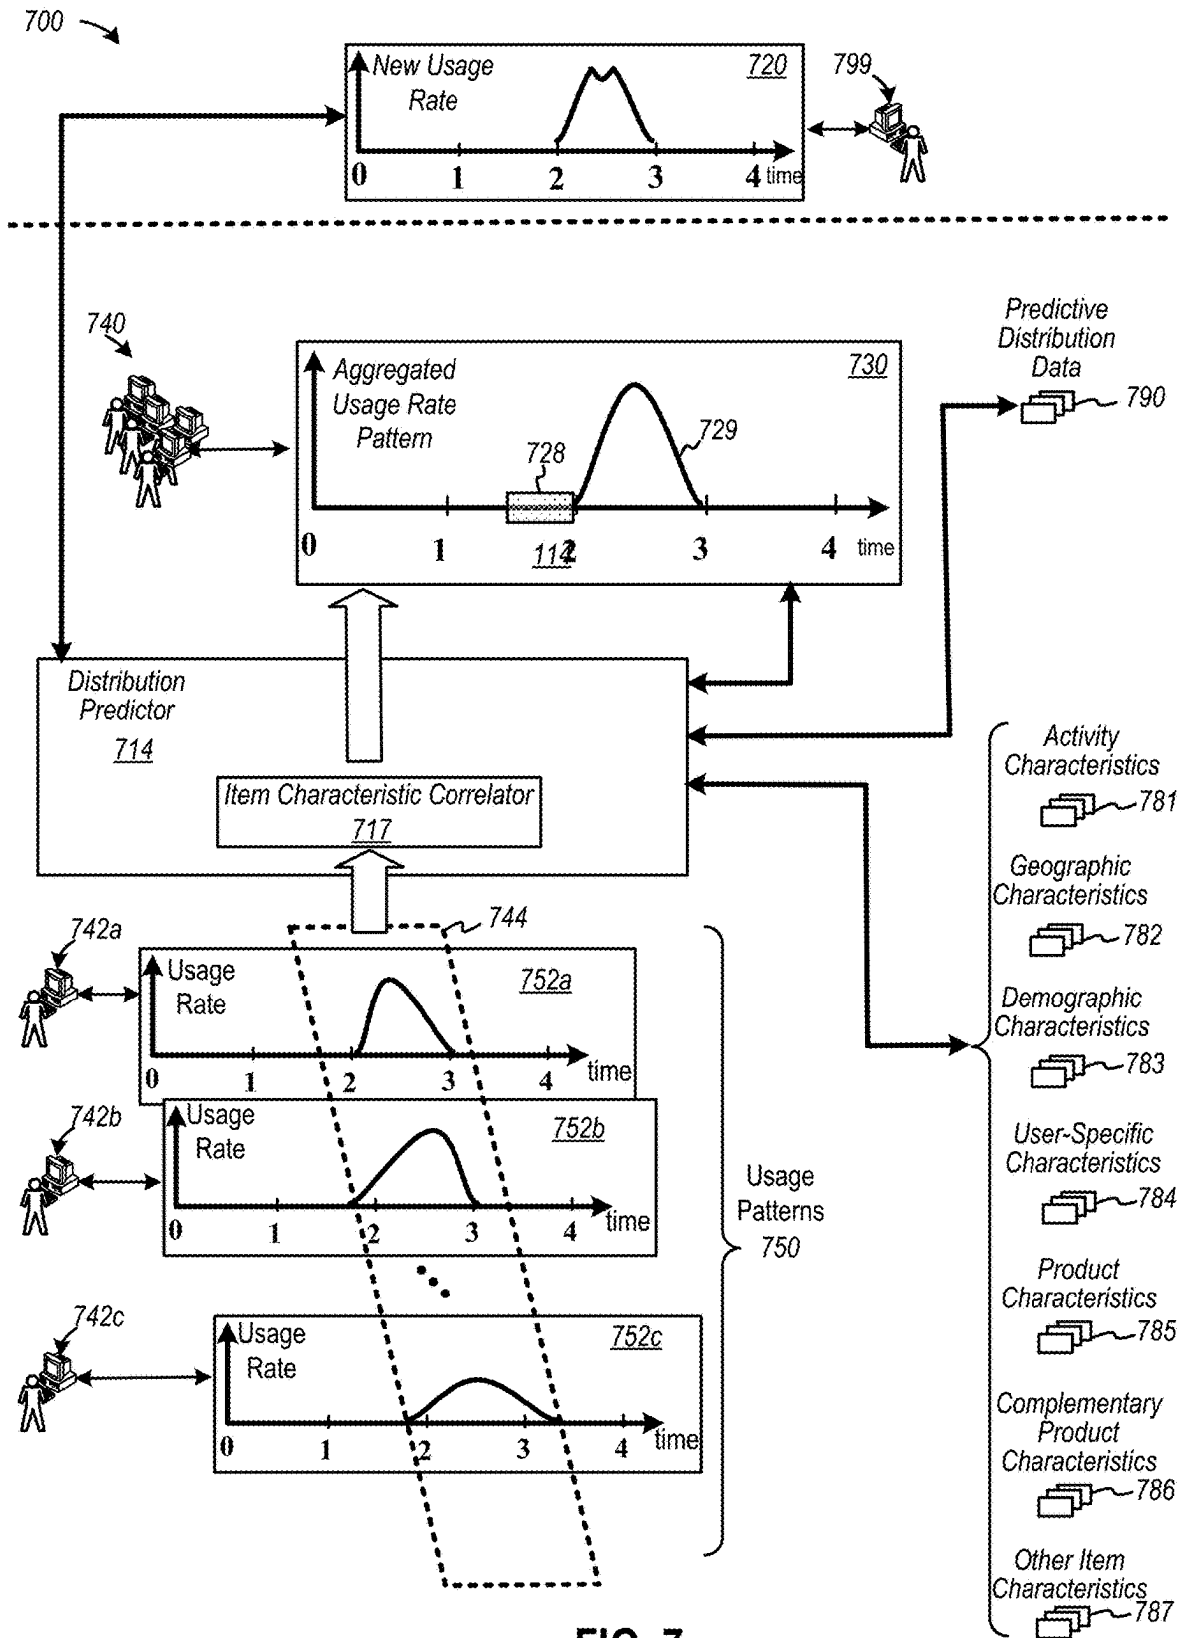 700
New Usage
Rate
720
799
0 1 2 3 4 time
740
Aggregated
Usage Rate
Pattern
730
728
729
0 1 2 3 4 time
114
Predictive
Distribution
Data
790
Distribution
Predictor
714
Item Characteristic Correlator
717
Activity
Characteristics
781
Geographic
Characteristics
782
Demographic
Characteristics
783
User-Specific
Characteristics
784
Product
Characteristics
785
Complementary
Product
Characteristics
786
Other Item
Characteristics
787
744
742a
Usage
Rate
752a
0 1 2 3 4 time
742b
Usage
Rate
752b
0 1 2 3 4 time
742c
Usage
Rate
752c
0 1 2 3 4 time
Usage
Patterns
750
FIG. 7